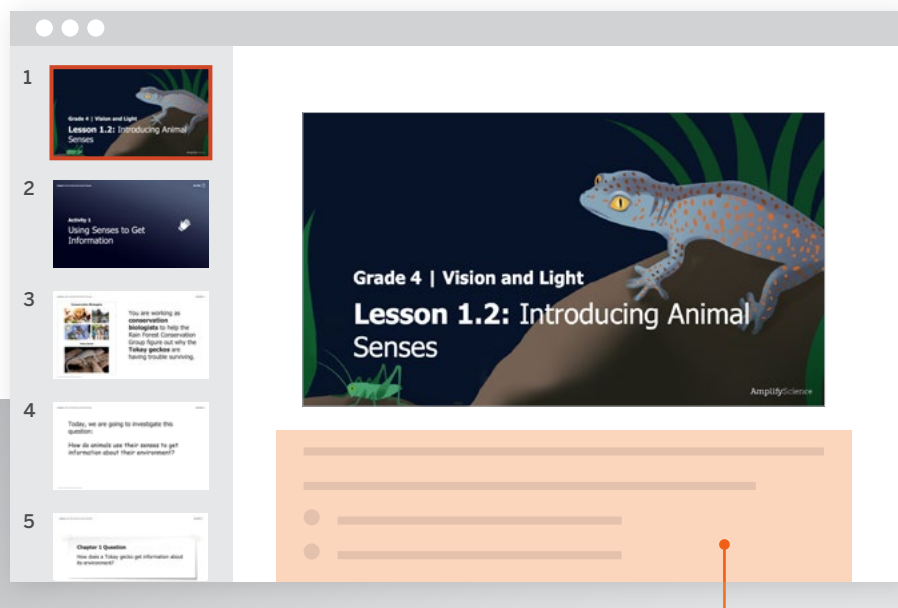 1
Grade 4 | Vision and Light
Lesson 1.2: Introducing Animal
Senses
2
Activity 1
Using Senses to Get
Information
3
You are working as
conservation
biologists to help the
Rain Forest Conservation
Group figure out why the
Tokay geckos are
having trouble surviving.
4
Today, we are going to investigate this
question:
How do animals use their senses to get
information about their environment?
5
Chapter 1 Question
How does a Tokay gecko get information about
its environment?
Grade 4 | Vision and Light
Lesson 1.2: Introducing Animal
Senses
AmplifyScience